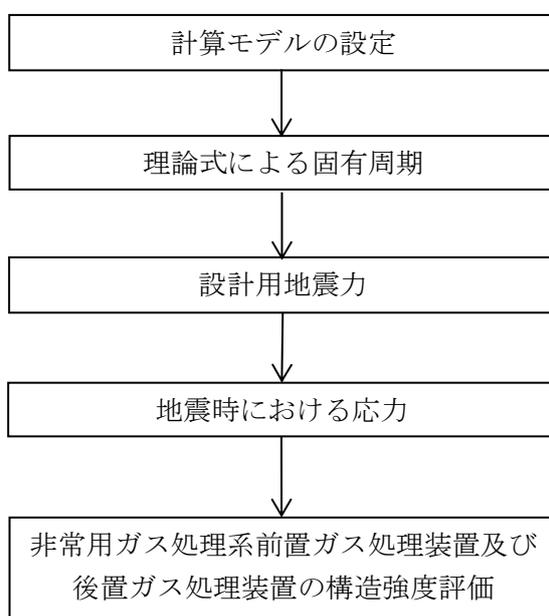 計算モデルの設定
理論式による固有周期
設計用地震力
地震時における応力
非常用ガス処理系前置ガス処理装置及び
後置ガス処理装置の構造強度評価